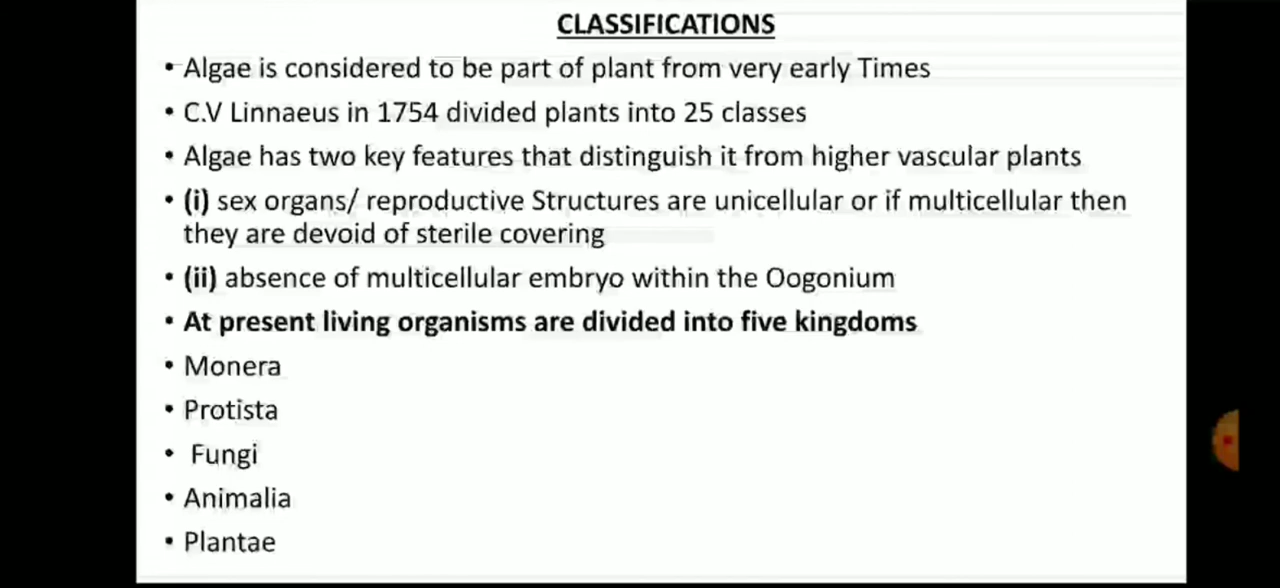 CLASSIFICATIONS
• Algae is considered to be part of plant from very early Times
• C.V Linnaeus in 1754 divided plants into 25 classes
• Algae has two key features that distinguish it from higher vascular plants
• (i) sex organs/ reproductive Structures are unicellular or if multicellular then
they are devoid of sterile covering
• (ii) absence of multicellular embryo within the Oogonium
• At present living organisms are divided into five kingdoms
• Monera
• Protista
• Fungi
• Animalia
• Plantae